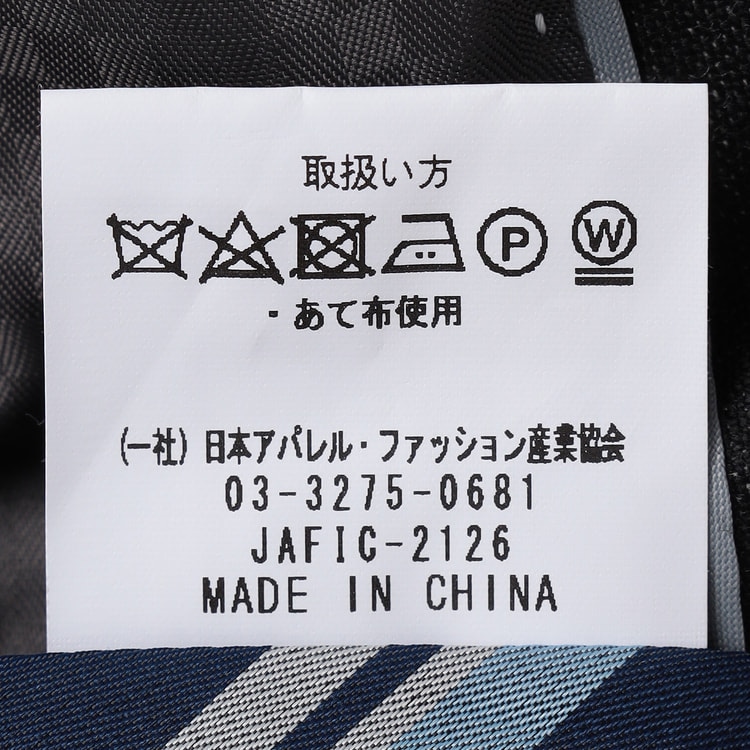 取扱い方
P W
・あて布使用
(一社)日本アパレル・ファッション産業協会
03-3275-0681
JAFIC-2126
MADE IN CHINA